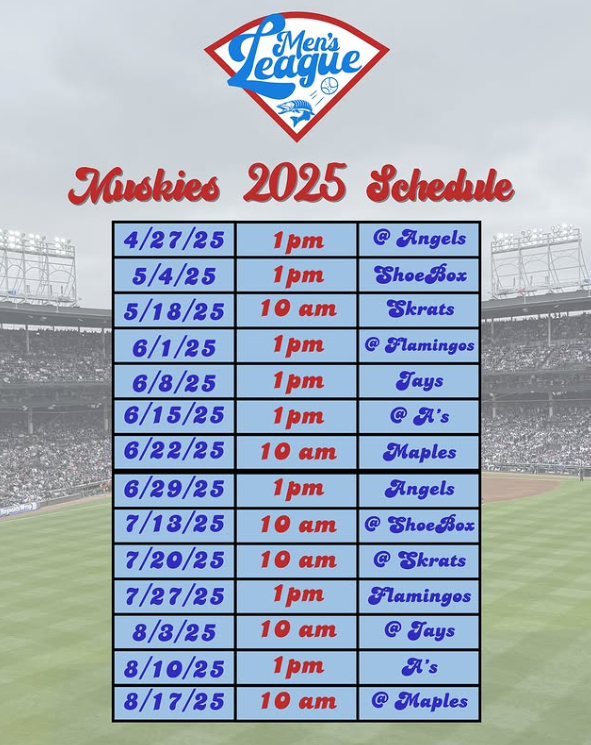 Men's
League
Muskies 2025 Schedule
4/27/25 1pm @ Angels
5/4/25 1pm ShoeBox
5/18/25 10 am Skrats
6/1/25 1pm @ Flamingos
6/8/25 1pm Jays
6/15/25 1pm @ A's
6/22/25 10 am Maples
6/29/25 1pm Angels
7/13/25 10 am @ ShoeBox
7/20/25 10 am @ Skrats
7/27/25 1pm Flamingos
8/3/25 10 am @ Jays
8/10/25 1pm A's
8/17/25 10 am @ Maples